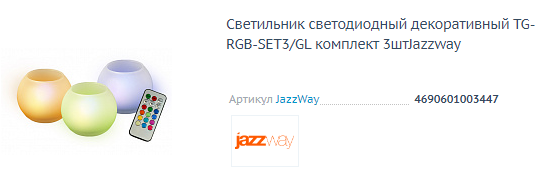 Светильник светодиодный декоративный TG-
RGB-SET3/GL комплект 3штJazzway
Артикул JazzWay 4690601003447
jazzway